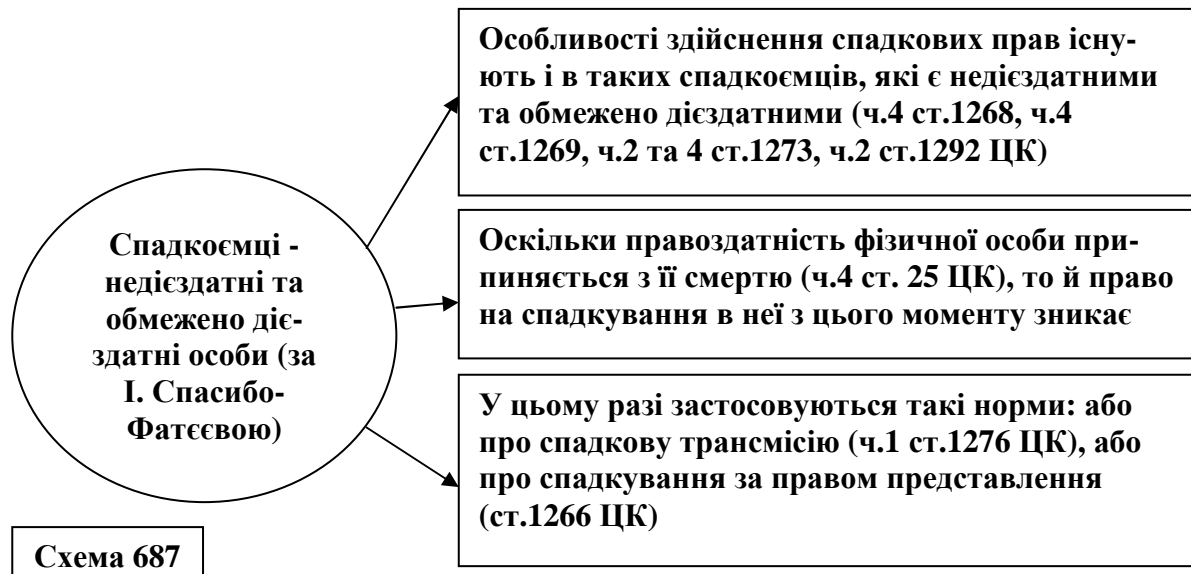 Спадкоємці -
недієздатні та
обмежено діє-
здатні особи (за
І. Спасибо-
Фатєєвою)
Особливості здійснення спадкових прав існу-
ють і в таких спадкоємців, які є недієздатними
та обмежено дієздатними (ч.4 ст.1268, ч.4
ст.1269, ч.2 та 4 ст.1273, ч.2 ст.1292 ЦК)
Оскільки правоздатність фізичної особи при-
пиняється з її смертю (ч.4 ст. 25 ЦК), то й право
на спадкування в неї з цього моменту зникає
У цьому разі застосовуються такі норми: або
про спадкову трансмісію (ч.1 ст.1276 ЦК), або
про спадкування за правом представлення
(ст.1266 ЦК)
Схема 687